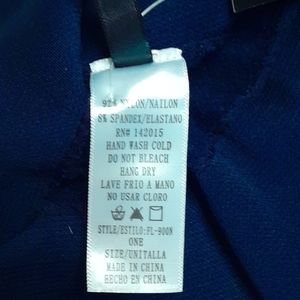 92% NYLON/NAILON
8% SPANDEX/ELASTANO
RN# 142015
HAND WASH COLD
DO NOT BLEACH
HANG DRY
LAVE FRIO A MANO
NO USAR CLORO
STYLE/ESTILO:FL-900N
ONE
SIZE/UNITALLA
MADE IN CHINA
HECHO EN CHINA